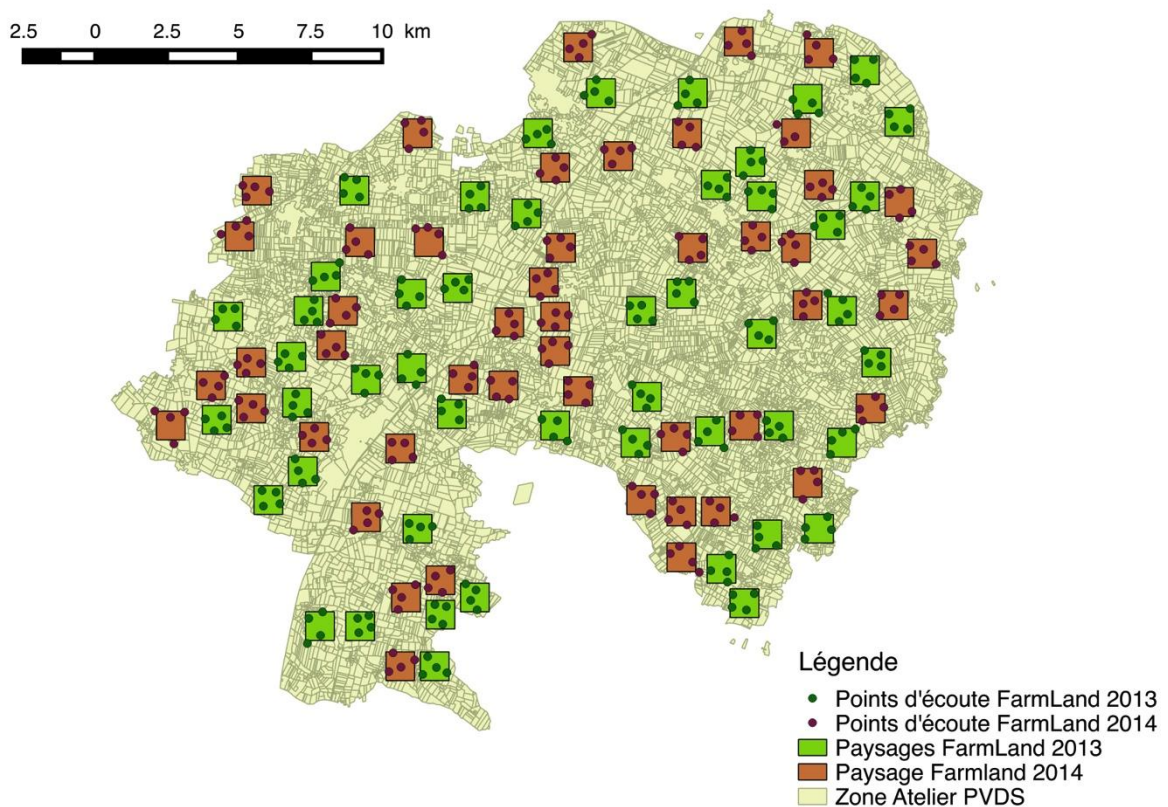 2.5 0 2.5 5 7.5 10 km
Légende
Points d'écoute FarmLand 2013
Points d'écoute FarmLand 2014
Paysages FarmLand 2013
Paysage Farmland 2014
Zone Atelier PVDS